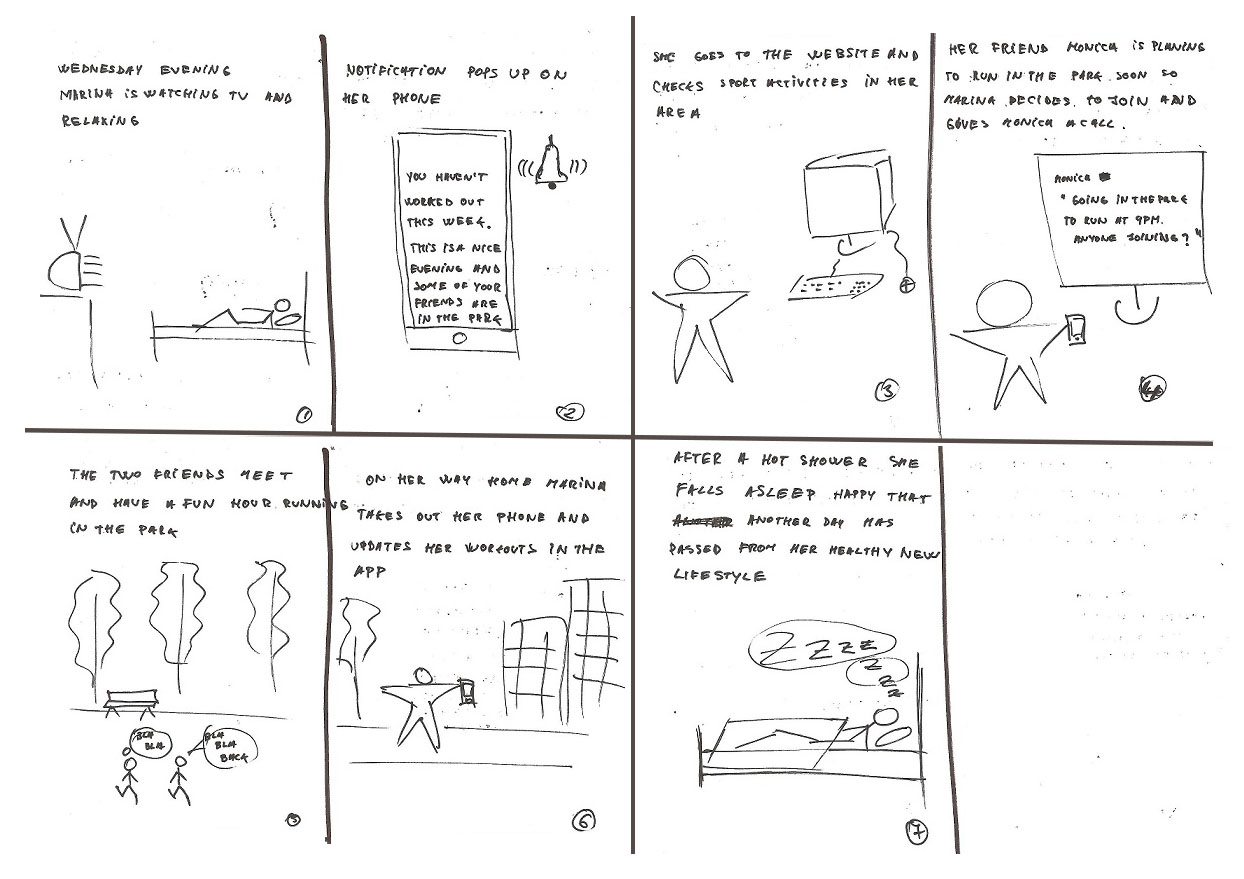 WEDNESDAY EVENING
MARINA IS WATCHING TV AND
RELAXING
1
NOTIFICATION POPS UP ON
HER PHONE
YOU HAVEN'T
WORKED OUT
THIS WEEK.
THIS IS A NICE
EVENING AND
SOME OF YOUR
FRIENDS ARE
IN THE PARK
2
SHE GOES TO THE WEBSITE AND
CHECKS SPORT ACTIVITIES IN HER
AREA
3
HER FRIEND MONICA IS PLANING
TO RUN IN THE PARK SOON SO
MARINA DECIDES TO JOIN AND
GIVES MONICA A CALL.
MONICA
" GOING IN THE PARK
TO RUN AT 9PM.
ANYONE JOINING? "
4
THE TWO FRIENDS MEET
AND HAVE A FUN HOUR RUNNING
IN THE PARK
BLA
BLA
BLA
BLA
5
ON HER WAY HOME MARINA
TAKES OUT HER PHONE AND
UPDATES HER WORKOUTS IN THE
APP
6
AFTER A HOT SHOWER SHE
FALLS ASLEEP HAPPY THAT
ANOTHER DAY HAS
PASSED FROM HER HEALTHY NEW
LIFESTYLE
Z Z Z Z
Z
Z
Z
7